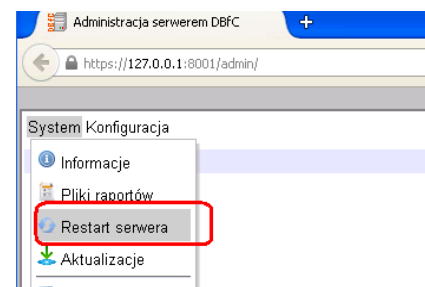 Administracja serwerem DBfC
https://127.0.0.1:8001/admin/
System Konfiguracja
Informacje
Pliki raportów
Restart serwera
Aktualizacje